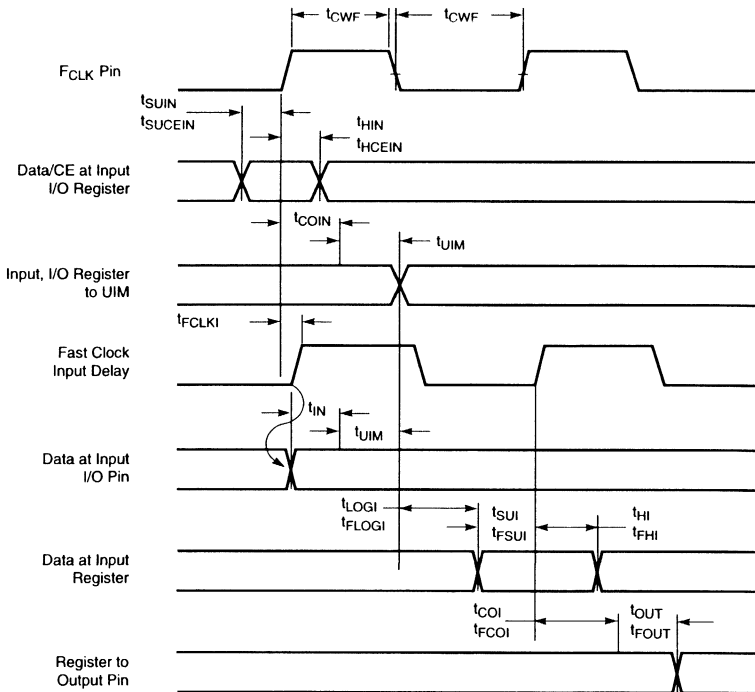 tCWF tCWF
FCLK Pin
tSUIN
tSUCEIN
tHIN
tHCEIN
Data/CE at Input
I/O Register
tCOIN
tUIM
Input, I/O Register
to UIM
tFCLKI
Fast Clock
Input Delay
tIN
tUIM
Data at Input
I/O Pin
tLOGI
tFLOGI
tSUI
tFSUI
tHI
tFHI
Data at Input
Register
tCOI
tFCOI
tOUT
tFOUT
Register to
Output Pin